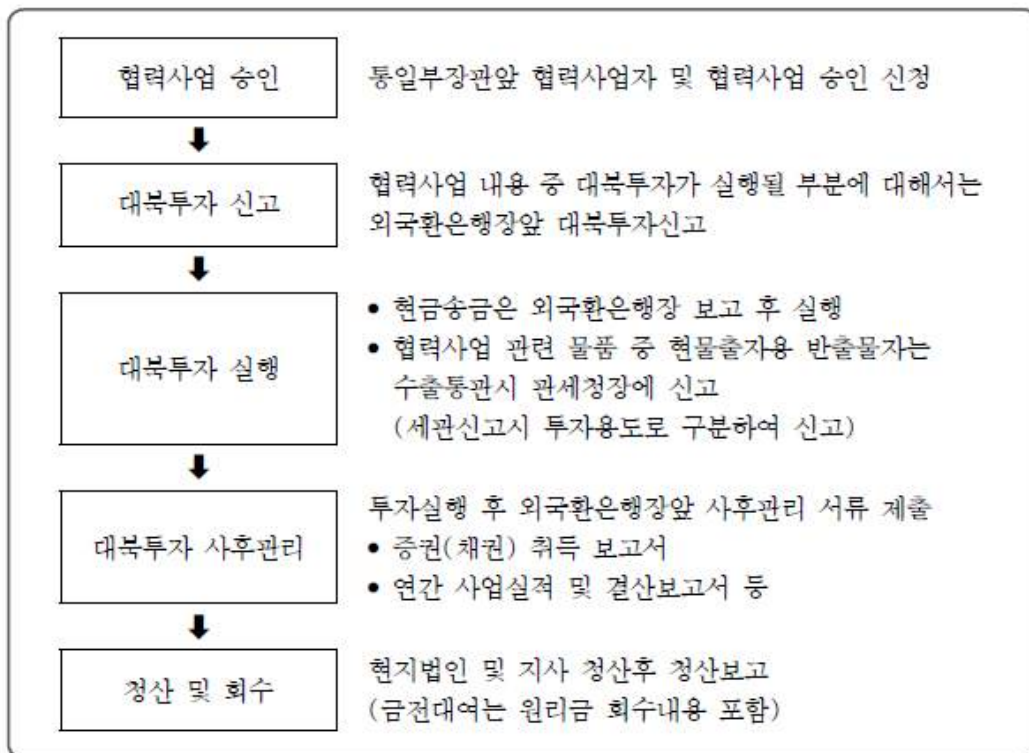 협력사업 승인
통일부장관앞 협력사업자 및 협력사업 승인 신청
대북투자 신고
협력사업 내용 중 대북투자가 실행될 부분에 대해서는
외국환은행장앞 대북투자신고
대북투자 실행
• 현금송금은 외국환은행장 보고 후 실행
• 협력사업 관련 물품 중 현물출자용 반출물자는
수출통관시 관세청장에 신고
(세관신고시 투자용도로 구분하여 신고)
대북투자 사후관리
투자실행 후 외국환은행장앞 사후관리 서류 제출
• 증권(채권) 취득 보고서
• 연간 사업실적 및 결산보고서 등
청산 및 회수
현지법인 및 지사 청산후 청산보고
(금전대여는 원리금 회수내용 포함)